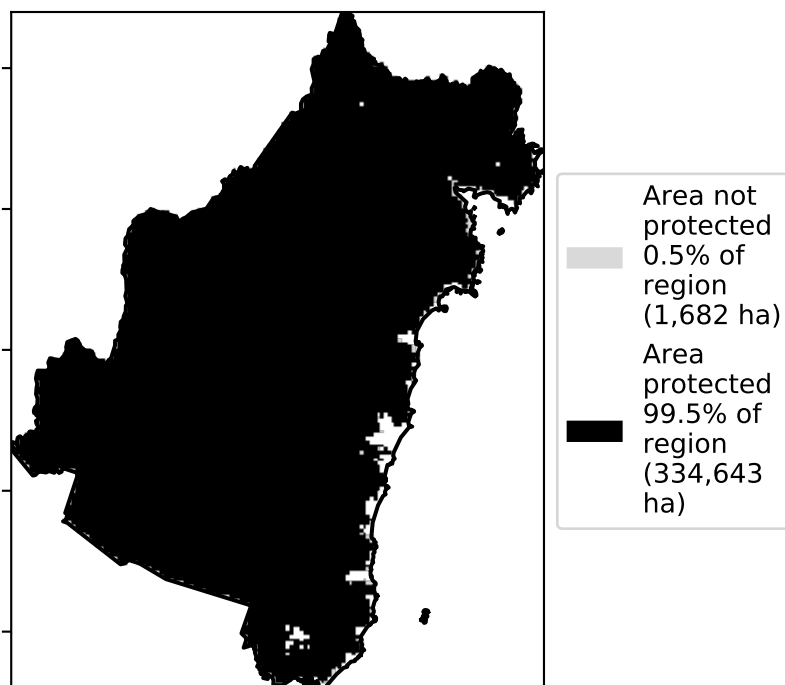 Area not
protected
0.5% of
region
(1,682 ha)
Area
protected
99.5% of
region
(334,643
ha)